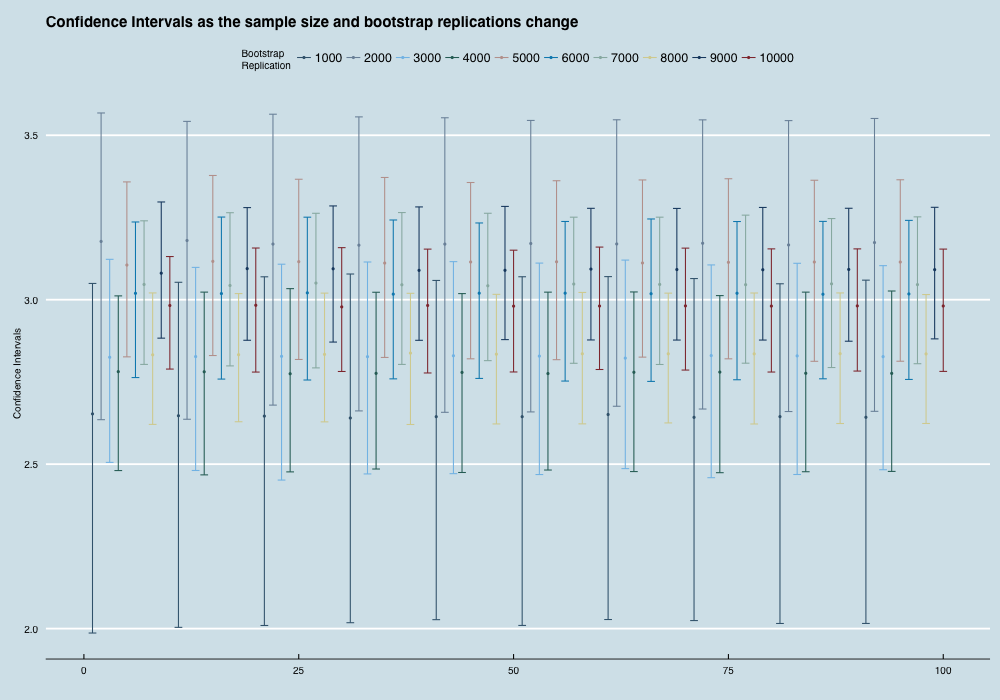 Confidence Intervals as the sample size and bootstrap replications change
Bootstrap
Replication
1000 2000 3000 4000 5000 6000 7000 8000 9000 10000
3.5
3.0
2.5
2.0
Confidence Intervals
0 25 50 75 100